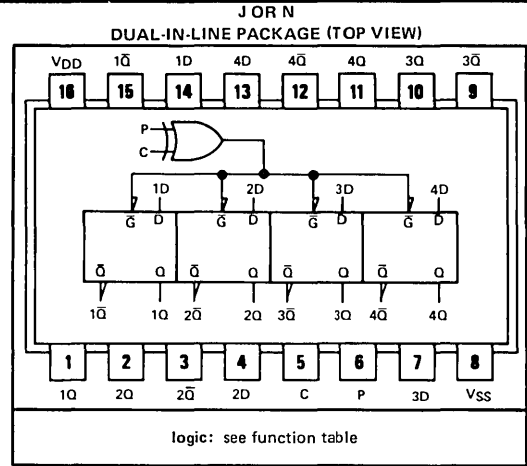 J OR N
DUAL-IN-LINE PACKAGE (TOP VIEW)
VDD 1Q̅ 1D 4D 4Q̅ 4Q 3Q 3Q̅
16 15 14 13 12 11 10 9
P
C
1D 2D 3D 4D
G̅ D G̅ D G̅ D G̅ D
Q̅ Q Q̅ Q Q̅ Q Q̅ Q
1Q̅ 1Q 2Q̅ 2Q 3Q̅ 3Q 4Q̅ 4Q
1 2 3 4 5 6 7 8
1Q 2Q 2Q̅ 2D C P 3D VSS
logic: see function table